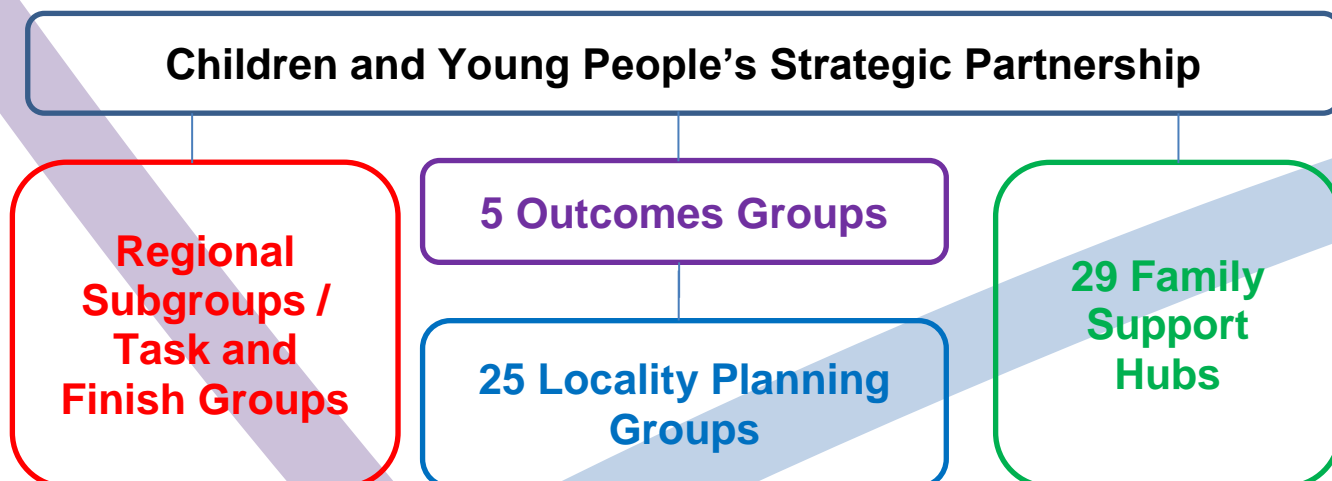 Children and Young People's Strategic Partnership
Regional
Subgroups /
Task and
Finish Groups
5 Outcomes Groups
25 Locality Planning
Groups
29 Family
Support
Hubs